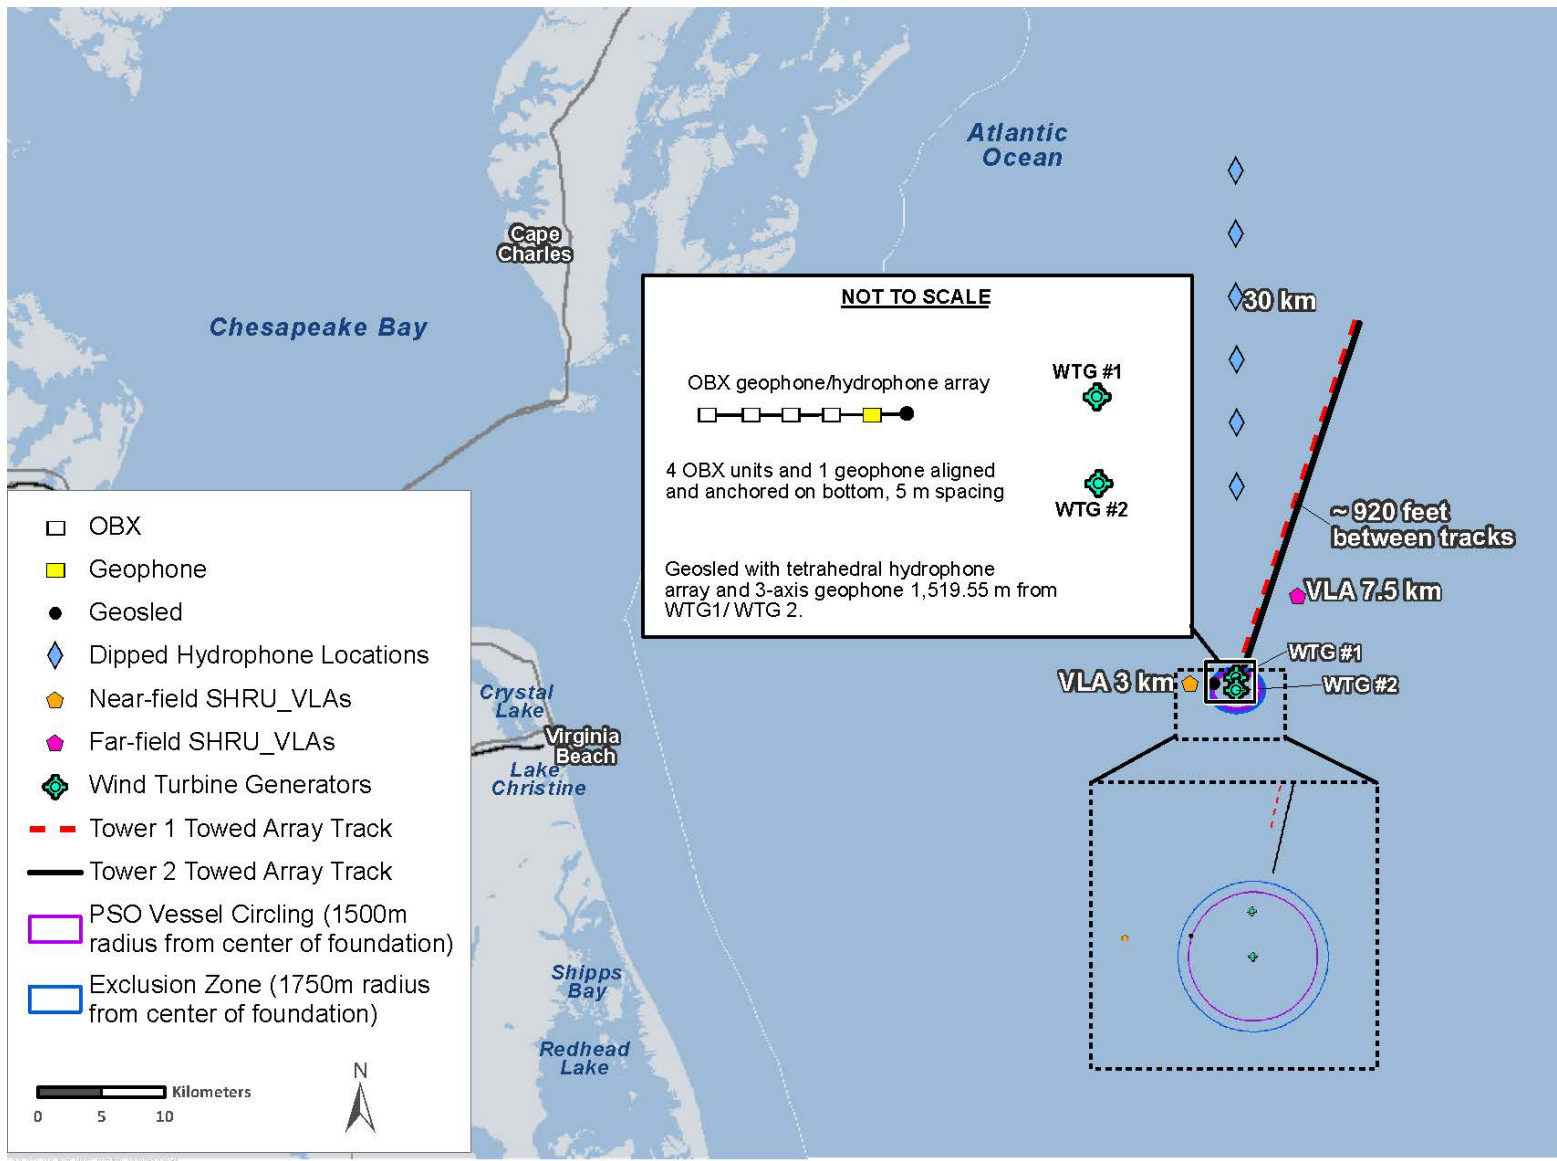 Atlantic
Ocean
Cape
Charles
Chesapeake Bay
30 km
NOT TO SCALE
OBX geophone/hydrophone array
WTG #1
4 OBX units and 1 geophone aligned
and anchored on bottom, 5 m spacing
WTG #2
Geosled with tetrahedral hydrophone
array and 3-axis geophone 1,519.55 m from
WTG1/ WTG 2.
~ 920 feet
between tracks
VLA 7.5 km
WTG #1
VLA 3 km
WTG #2
Crystal
Lake
Virginia
Beach
Lake
Christine
Shipps
Bay
Redhead
Lake
OBX
Geophone
Geosled
Dipped Hydrophone Locations
Near-field SHRU_VLAs
Far-field SHRU_VLAs
Wind Turbine Generators
Tower 1 Towed Array Track
Tower 2 Towed Array Track
PSO Vessel Circling (1500m
radius from center of foundation)
Exclusion Zone (1750m radius
from center of foundation)
Kilometers
0 5 10
N